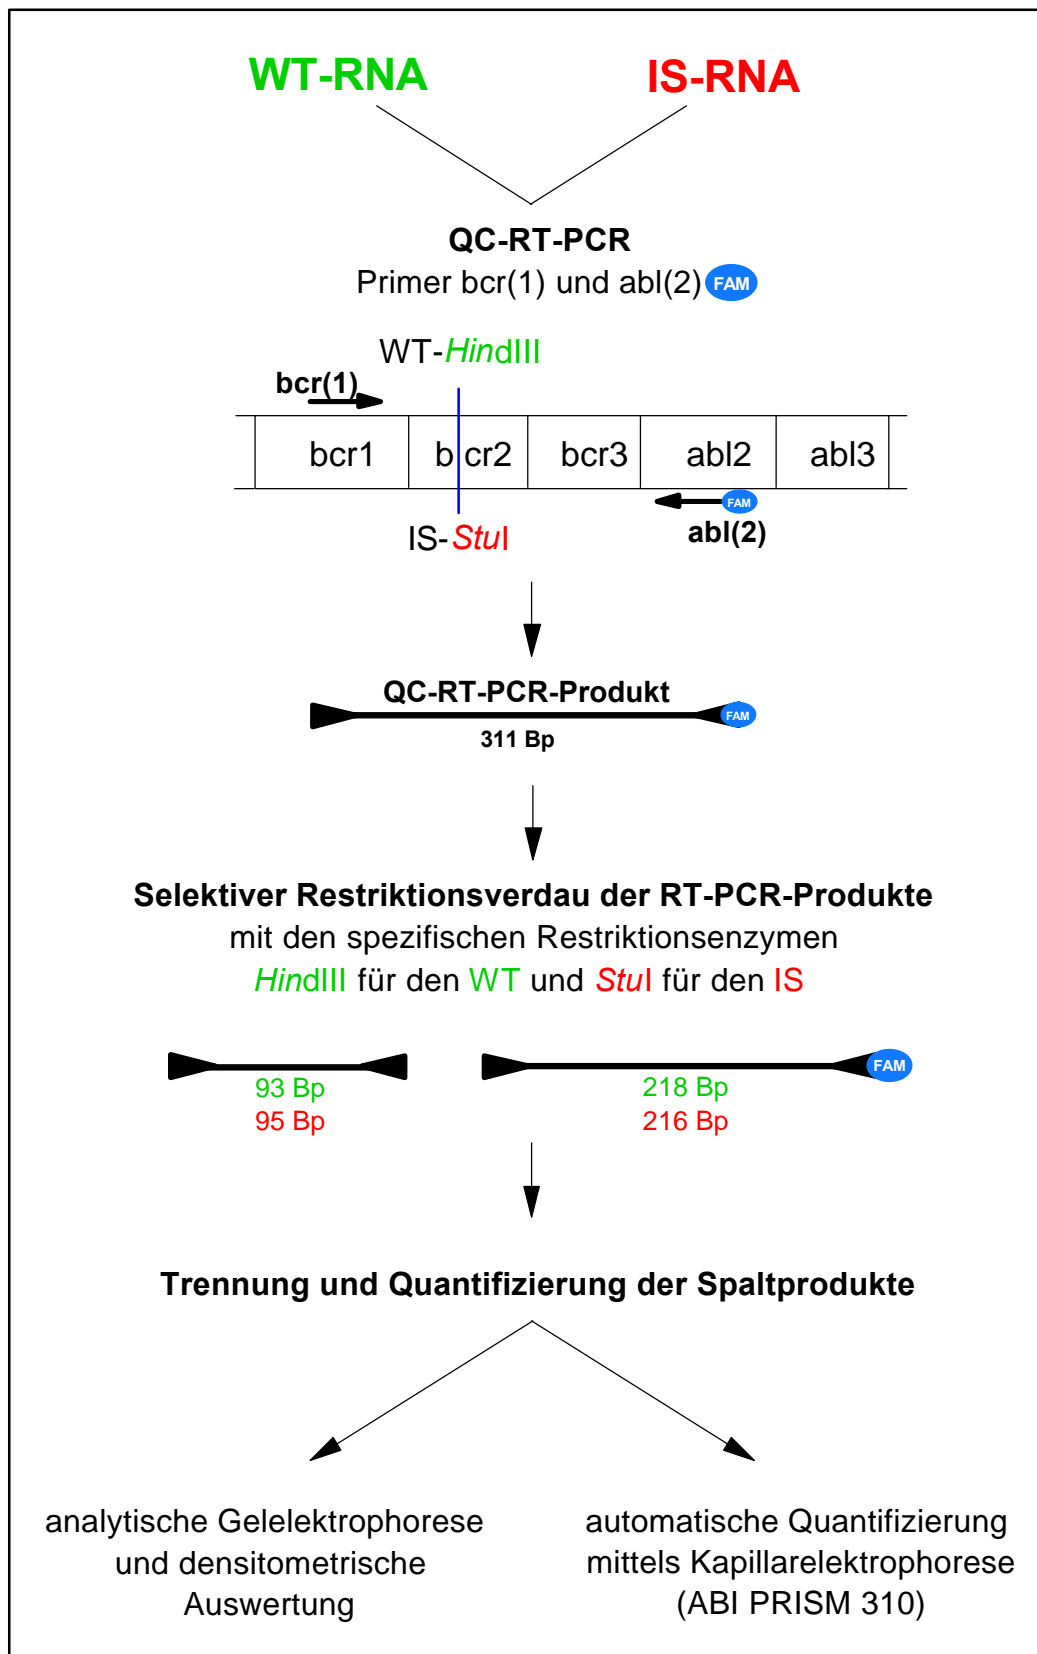 WT-RNA IS-RNA
QC-RT-PCR
Primer bcr(1) und abl(2) FAM
WT-HindIII
bcr(1)
bcr1 bcr2 bcr3 abl2 abl3
FAM
IS-StuI
abl(2)
QC-RT-PCR-Produkt
FAM
311 Bp
Selektiver Restriktionsverdau der RT-PCR-Produkte
mit den spezifischen Restriktionsenzymen
HindIII für den WT und StuI für den IS
FAM
93 Bp 218 Bp
95 Bp 216 Bp
Trennung und Quantifizierung der Spaltprodukte
analytische Gelelektrophorese
und densitometrische
Auswertung
automatische Quantifizierung
mittels Kapillarelektrophorese
(ABI PRISM 310)